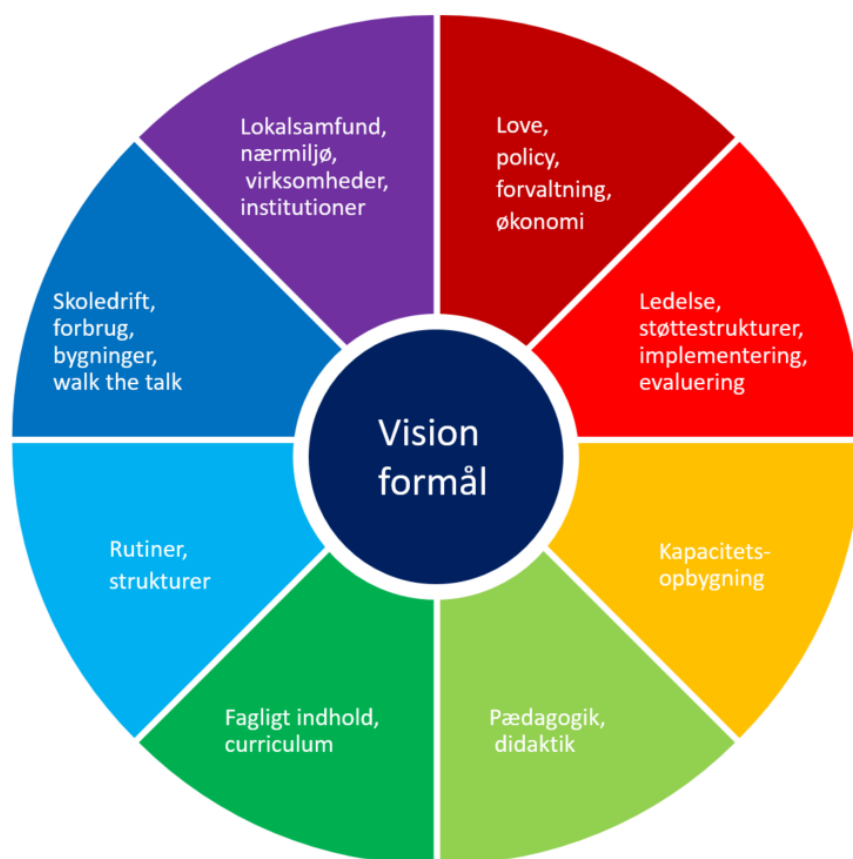 Lokalsamfund,
nærmiljø,
virksomheder,
institutioner
Love,
policy,
forvaltning,
økonomi
Skoledrift,
forbrug,
bygninger,
walk the talk
Ledelse,
støttestrukturer,
implementering,
evaluering
Vision
formål
Rutiner,
strukturer
Kapacitets-
opbygning
Fagligt indhold,
curriculum
Pædagogik,
didaktik